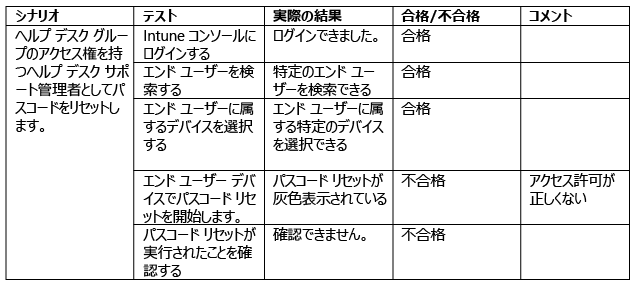 シナリオ
テスト
実際の結果
合格/不合格
コメント
ヘルプ デスク グルー
プのアクセス権を持
つヘルプ デスク サポ
ート管理者としてパ
スコードをリセットし
ます。
Intune コンソールに
ログインする
ログインできました。
合格
エンド ユーザーを検
索する
特定のエンド ユー
ザーを検索できる
合格
エンド ユーザーに属
するデバイスを選択
する
エンド ユーザーに属
する特定のデバイス
を選択できる
合格
エンド ユーザー デバ
イスでパスコード リセ
ットを開始します。
パスコード リセットが
灰色表示されている
不合格
アクセス許可が
正しくない
パスコード リセットが
実行されたことを確
認する
確認できません。
不合格